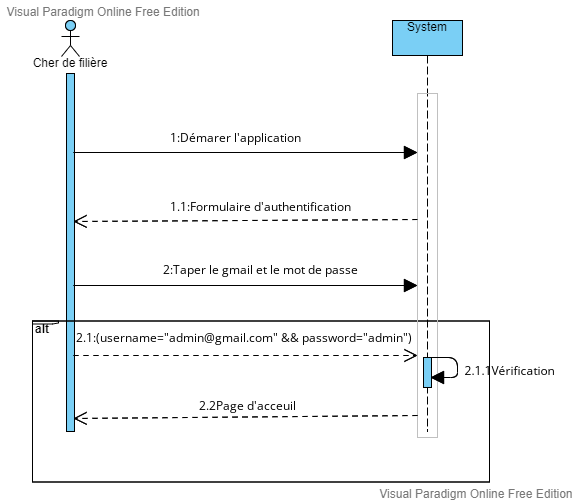 Visual Paradigm Online Free Edition
System
Cher de filière
1:Démarer l'application
1.1:Formulaire d'authentification
2:Taper le gmail et le mot de passe
alt
2.1:(username="admin@gmail.com" && password="admin")
2.1.1Vérification
2.2Page d'acceuil
Visual Paradigm Online Free Edition